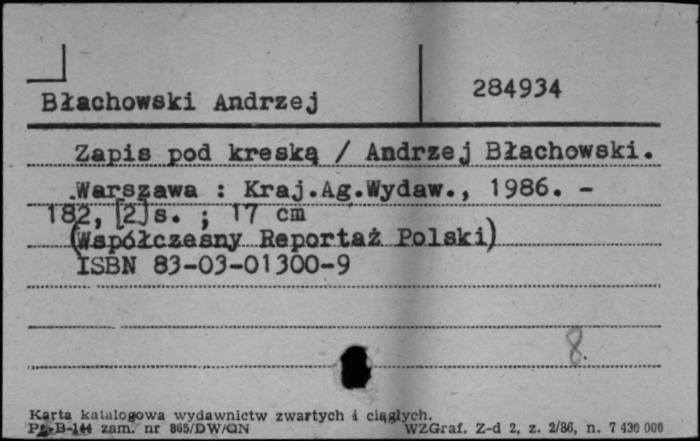 Błachowski Andrzej
284934
Zapis pod kreską / Andrzej Błachowski.
Warszawa : Kraj.Ag.Wydaw., 1986. -
182, [2]s. ; 17 cm
(Współczesny Reportaż Polski)
ISBN 83-03-01300-9
8.
Karta katalogowa wydawnictw zwartych i ciągłych.
Pu-B-144 zam. nr 865/DW/QN
WZGraf. Z-d 2, z. 2/86, n. 7 430 000